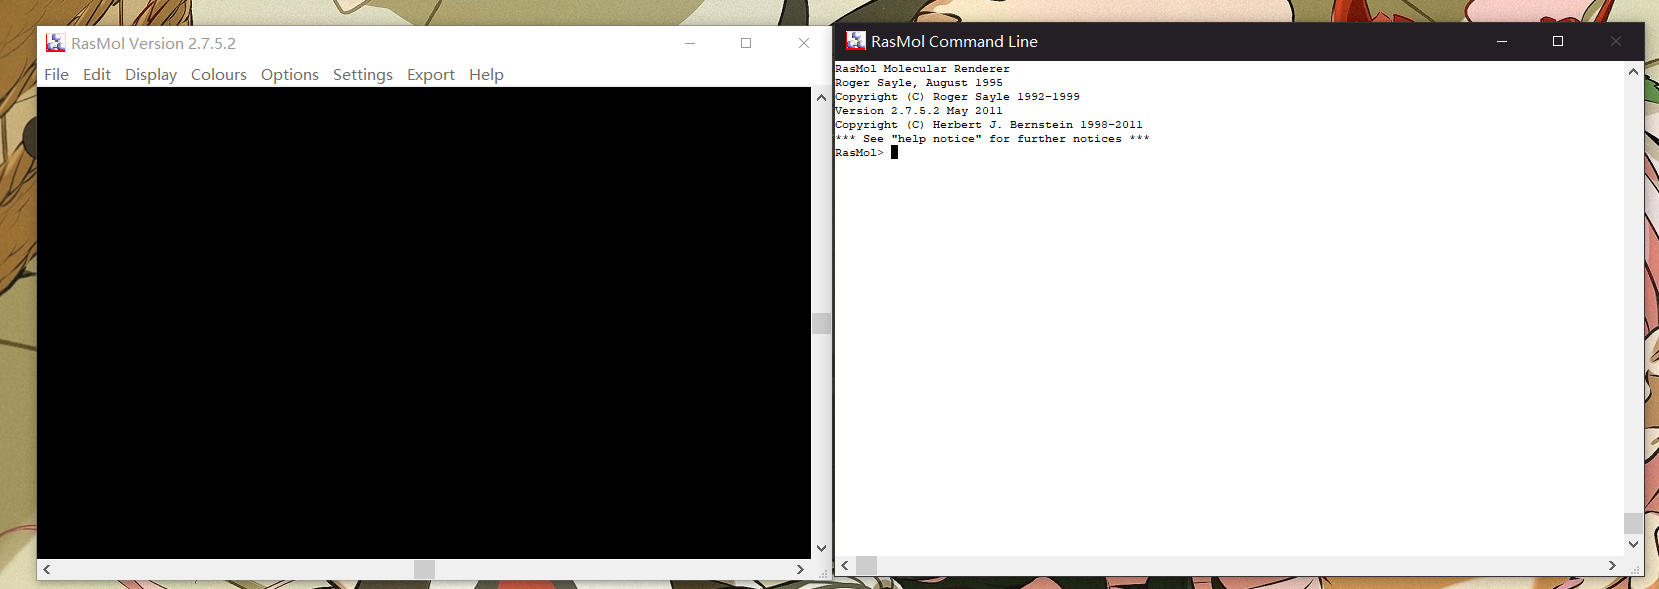 RasMol Version 2.7.5.2
File Edit Display Colours Options Settings Export Help
RasMol Command Line
RasMol Molecular Renderer
Roger Sayle, August 1995
Copyright (C) Roger Sayle 1992-1999
Version 2.7.5.2 May 2011
Copyright (C) Herbert J. Bernstein 1998-2011
*** See "help notice" for further notices ***
RasMol>